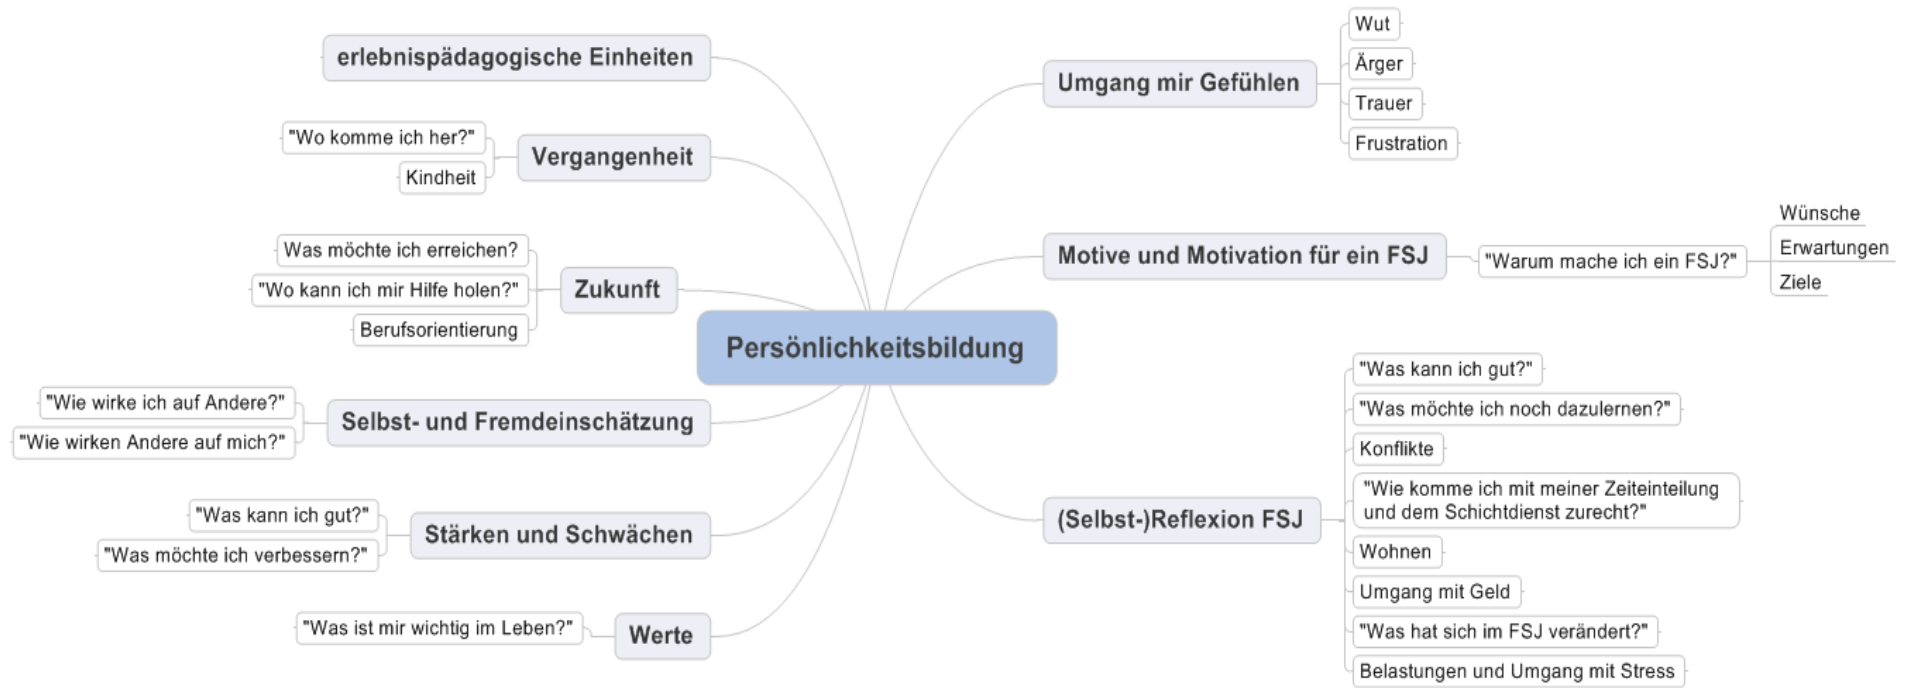 Persönlichkeitsbildung
erlebnispädagogische Einheiten
Vergangenheit
"Wo komme ich her?"
Kindheit
Zukunft
Was möchte ich erreichen?
"Wo kann ich mir Hilfe holen?"
Berufsorientierung
Selbst- und Fremdeinschätzung
"Wie wirke ich auf Andere?"
"Wie wirken Andere auf mich?"
Stärken und Schwächen
"Was kann ich gut?"
"Was möchte ich verbessern?"
Werte
"Was ist mir wichtig im Leben?"
Umgang mir Gefühlen
Wut
Ärger
Trauer
Frustration
Motive und Motivation für ein FSJ
"Warum mache ich ein FSJ?"
Wünsche
Erwartungen
Ziele
(Selbst-)Reflexion FSJ
"Was kann ich gut?"
"Was möchte ich noch dazulernen?"
Konflikte
"Wie komme ich mit meiner Zeiteinteilung
und dem Schichtdienst zurecht?"
Wohnen
Umgang mit Geld
"Was hat sich im FSJ verändert?"
Belastungen und Umgang mit Stress